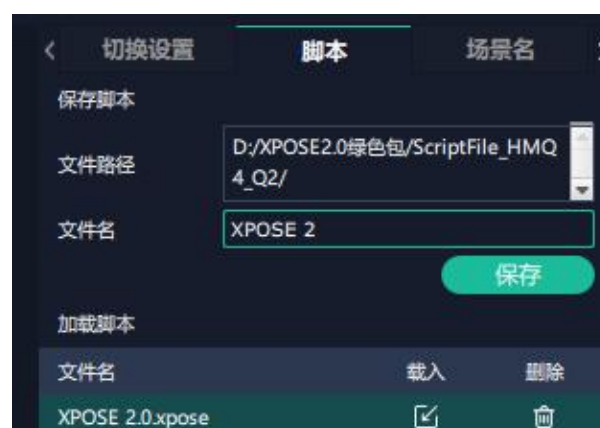 切换设置 脚本 场景名
保存脚本
文件路径 D:/XPOSE2.0绿色包/ScriptFile_HMQ
4_Q2/
文件名 XPOSE 2
保存
加载脚本
文件名 载入 删除
XPOSE 2.0.xpose